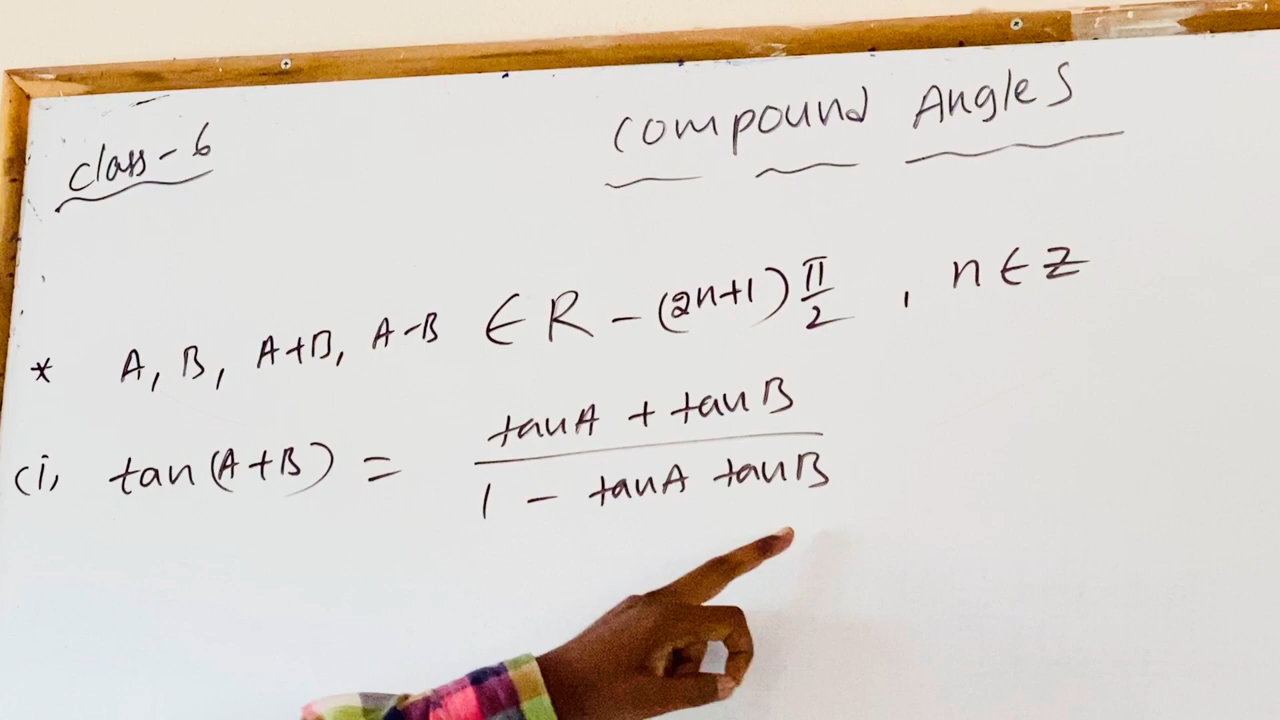 class-6
Compound Angles
* A, B, A+B, A-B ∈ R - (2n+1) π/2 , n ∈ Z
(i, tan(A+B) = (tanA + tanB) / (1 - tanA tanB)